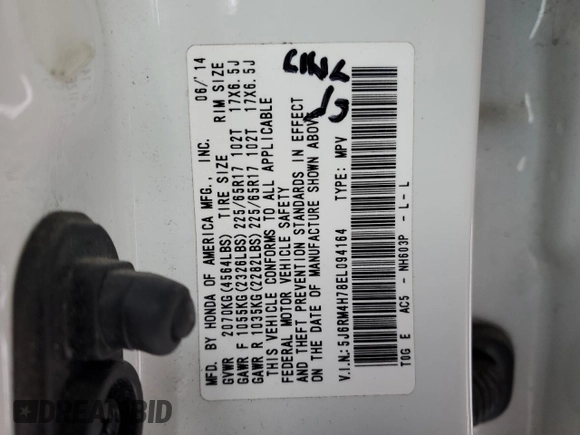 MFD. BY HONDA OF AMERICA MFG., INC. 06/'14
GVWR 2070KG(4564LBS) TIRE SIZE RIM SIZE
GAWR F 1055KG(2326LBS) 225/65R17 102T 17X6.5J
GAWR R 1035KG(2282LBS) 225/65R17 102T 17X6.5J
THIS VEHICLE CONFORMS TO ALL APPLICABLE
FEDERAL MOTOR VEHICLE SAFETY
AND THEFT PREVENTION STANDARDS IN EFFECT
ON THE DATE OF MANUFACTURE SHOWN ABOVE
V.I.N.: 5J6RM4H78EL094164 TYPE: MPV
T0G E AC5 - NH603P - L - L
DREAMBID